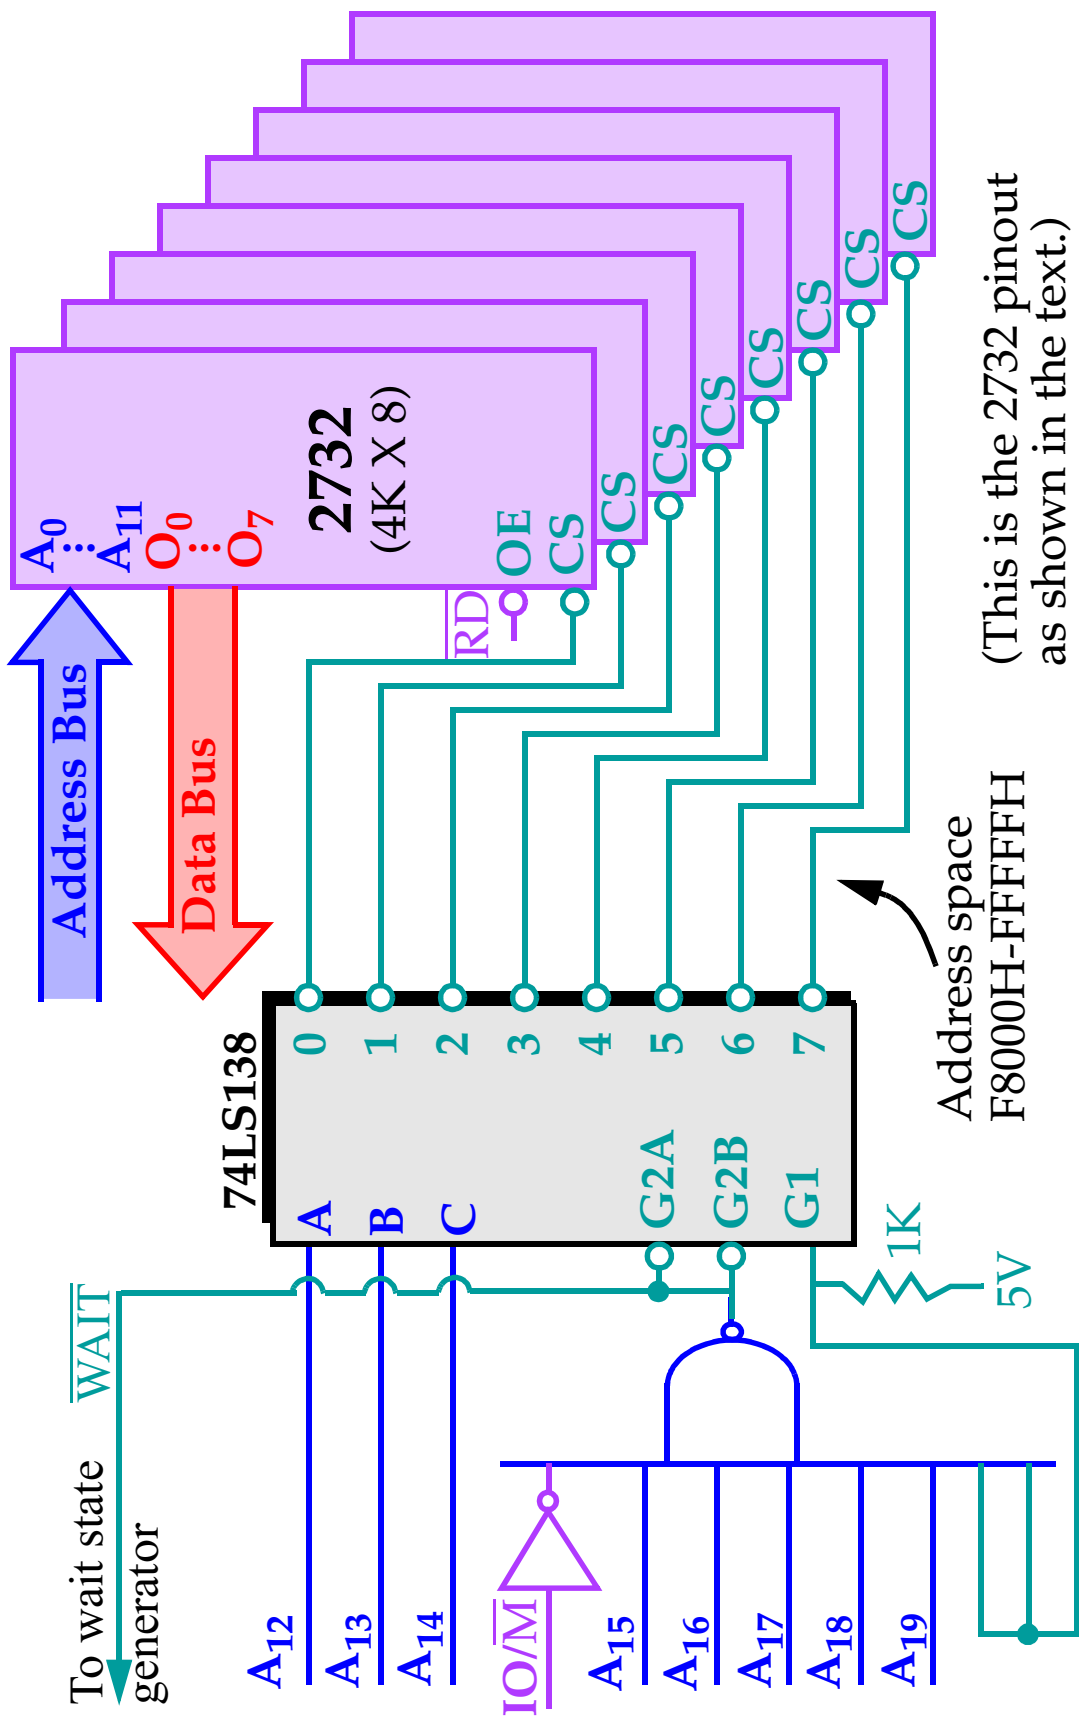 To wait state
generator
WAIT
A12
A13
A14
IO/M
A15
A16
A17
A18
A19
5V
1K
74LS138
A
B
C
G2A
G2B
G1
0
1
2
3
4
5
6
7
Address space
F8000H-FFFFFH
Address Bus
Data Bus
A0
A11
O0
O7
2732
(4K X 8)
RD
OE
CS
CS
CS
CS
CS
CS
CS
CS
(This is the 2732 pinout
as shown in the text.)